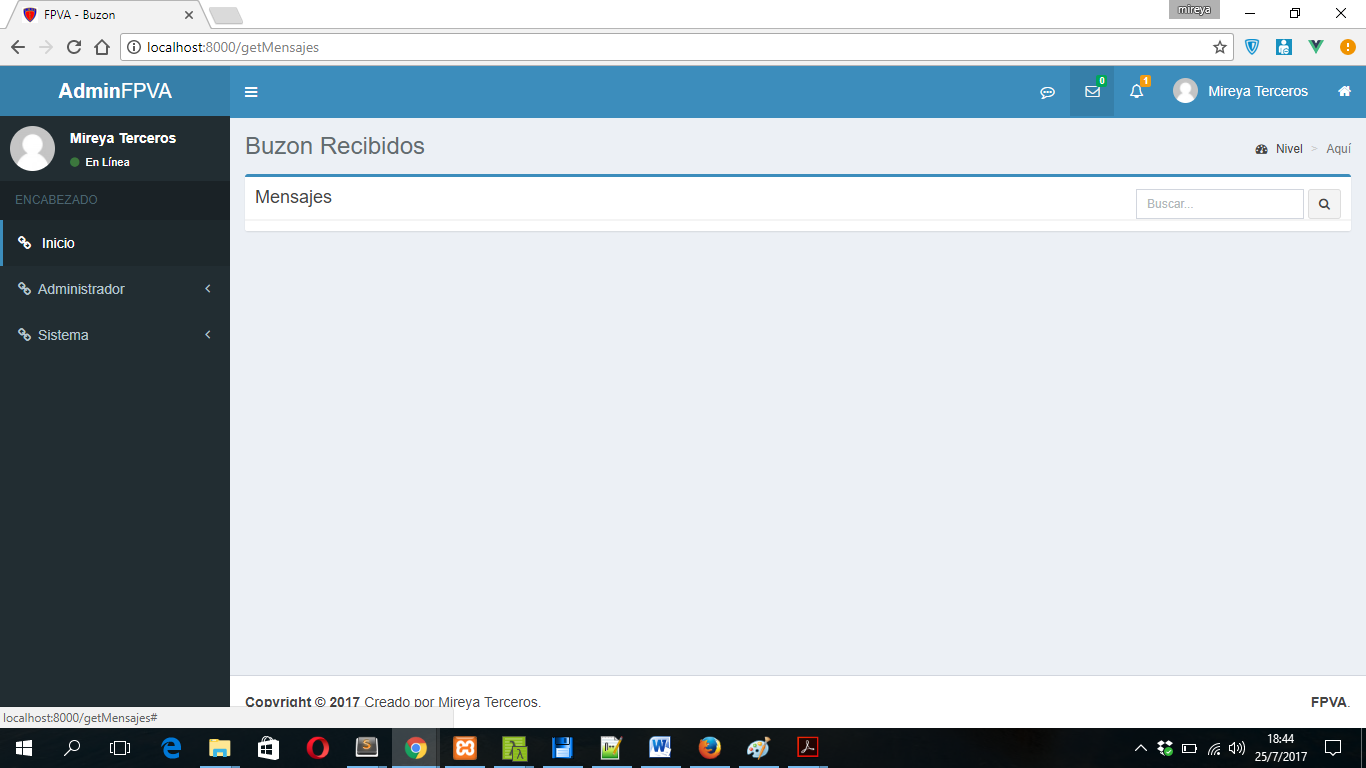 FPVA - Buzon
mireya
localhost:8000/getMensajes
AdminFPVA
0
1
Mireya Terceros
Mireya Terceros
En Línea
ENCABEZADO
Inicio
Administrador
Sistema
Buzon Recibidos
Nivel > Aquí
Mensajes
Buscar...
Copyright © 2017 Creado por Mireya Terceros.
FPVA.
localhost:8000/getMensajes#
18:44
25/7/2017